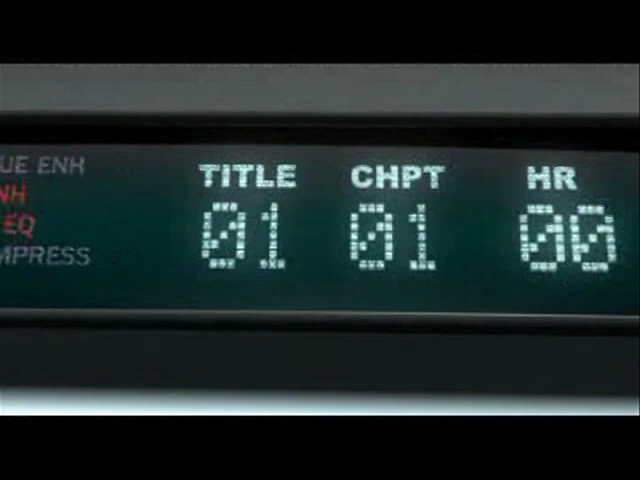 UE ENH
NH
EQ
MPRESS
TITLE CHPT HR
01 01 00